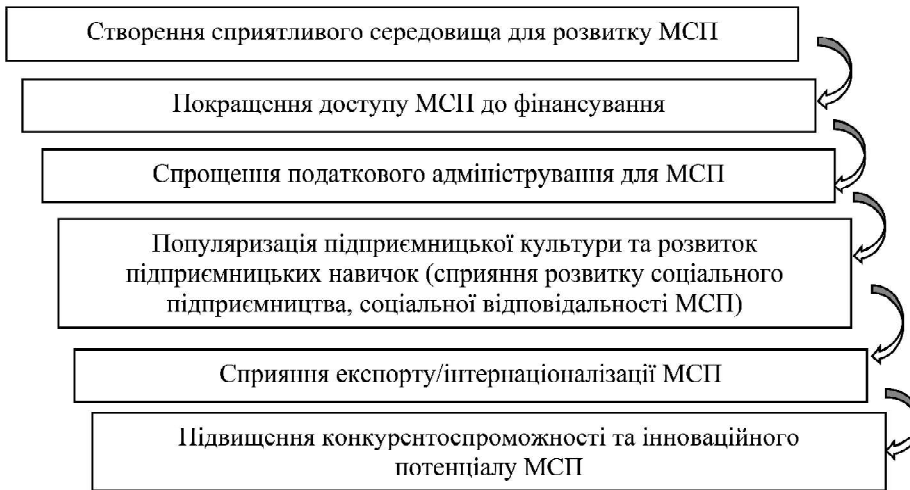 Створення сприятливого середовища для розвитку МСП
Покращення доступу МСП до фінансування
Спрощення податкового адміністрування для МСП
Популяризація підприємницької культури та розвиток
підприємницьких навичок (сприяння розвитку соціального
підприємництва, соціальної відповідальності МСП)
Сприяння експорту/інтернаціоналізації МСП
Підвищення конкурентоспроможності та інноваційного
потенціалу МСП